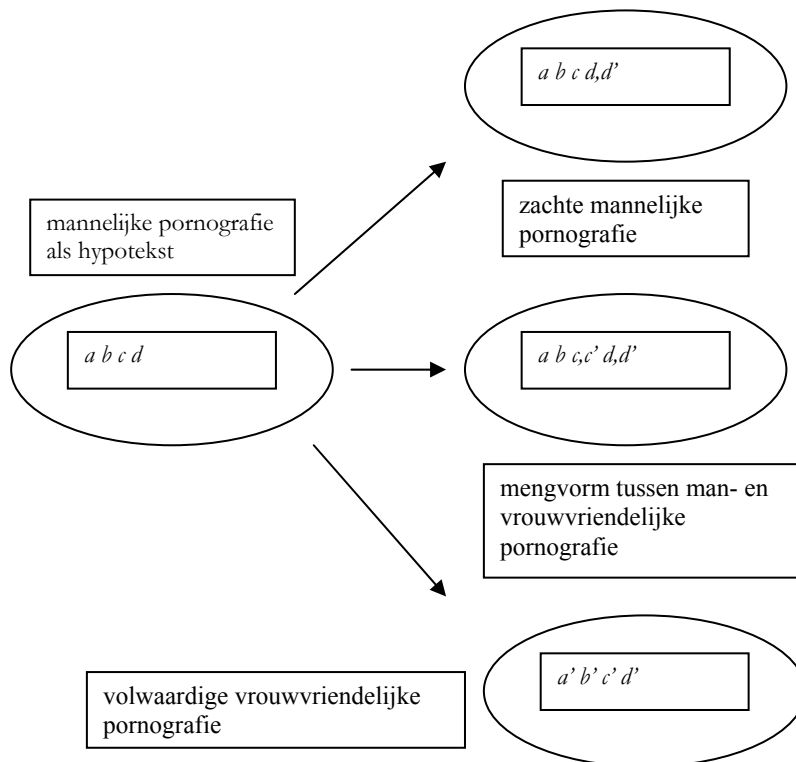 a b c d,d’
zachte mannelijke
pornografie
mannelijke pornografie
als hypotekst
a b c d
a b c,c’ d,d’
mengvorm tussen man- en
vrouwvriendelijke
pornografie
a’ b’ c’ d’
volwaardige vrouwvriendelijke
pornografie